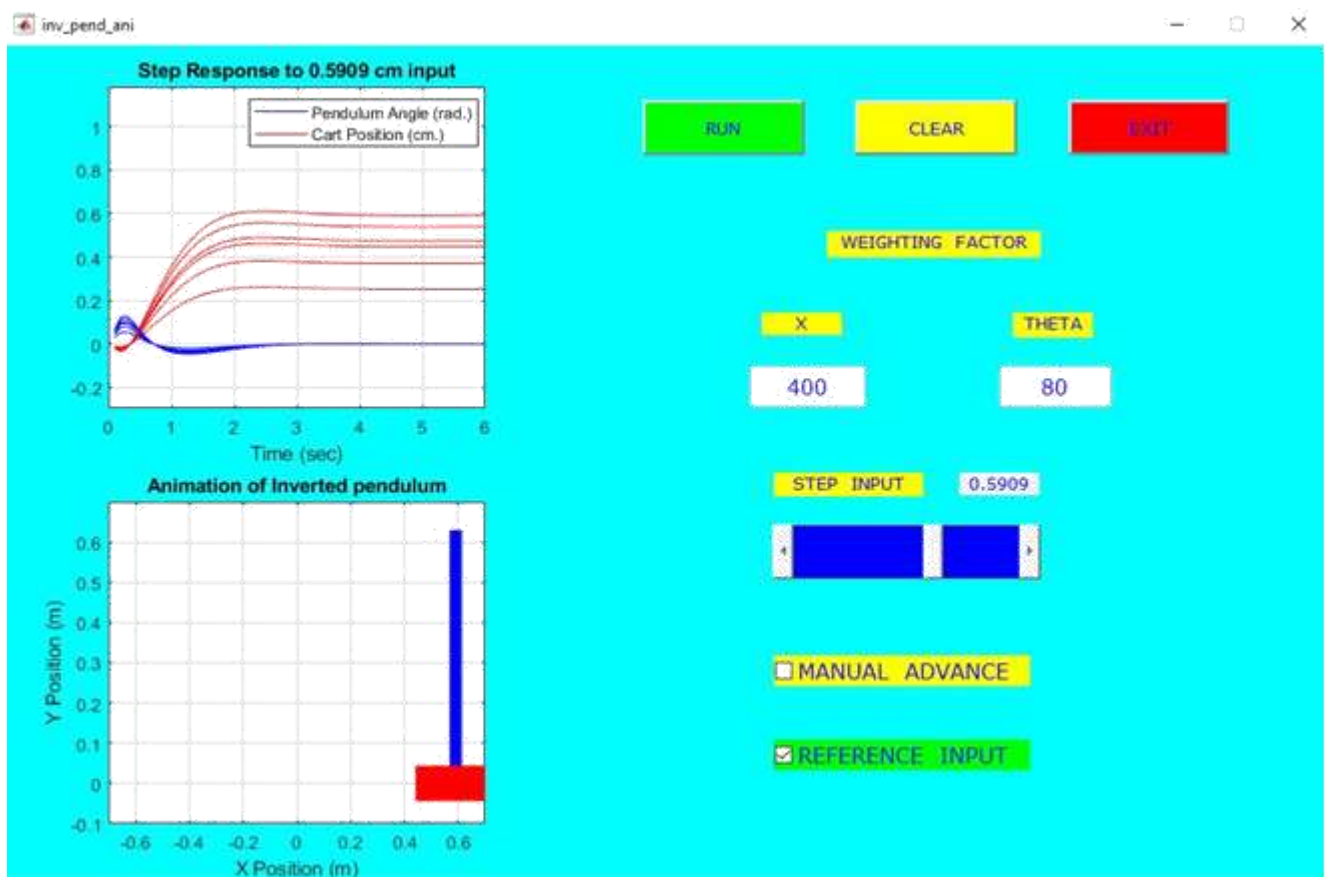 inv_pend_ani
Step Response to 0.5909 cm input
Pendulum Angle (rad.)
Cart Position (cm.)
1
0.8
0.6
0.4
0.2
0
-0.2
0 1 2 3 4 5 6
Time (sec)
Animation of Inverted pendulum
Y Position (m)
0.6
0.5
0.4
0.3
0.2
0.1
0
-0.1
-0.6 -0.4 -0.2 0 0.2 0.4 0.6
X Position (m)
RUN CLEAR EXIT
WEIGHTING FACTOR
X THETA
400 80
STEP INPUT 0.5909
MANUAL ADVANCE
REFERENCE INPUT